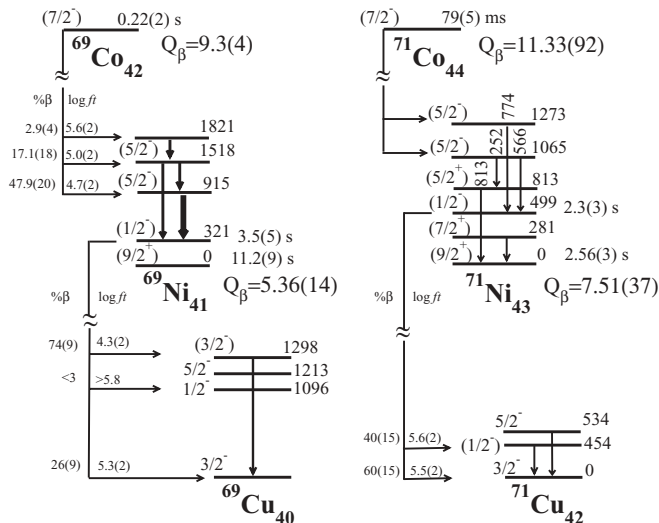 (7/2⁻) 0.22(2) s
⁶⁹Co₄₂ Qβ=9.3(4)
%β log ft
2.9(4) 5.6(2) 1821
17.1(18) 5.0(2) (5/2⁻) 1518
47.9(20) 4.7(2) (5/2⁻) 915
(1/2⁻) 321 3.5(5) s
(9/2⁺) 0 11.2(9) s
⁶⁹Ni₄₁ Qβ=5.36(14)
%β log ft
74(9) 4.3(2) (3/2⁻) 1298
5/2⁻ 1213
<3 >5.8 1/2⁻ 1096
26(9) 5.3(2) 3/2⁻
⁶⁹Cu₄₀
(7/2⁻) 79(5) ms
⁷¹Co₄₄ Qβ=11.33(92)
(5/2⁻) 774 1273
(5/2⁻) 252 566 1065
(5/2⁺) 813 813
(1/2⁻) 499 2.3(3) s
(7/2⁺) 281
(9/2⁺) 0 2.56(3) s
⁷¹Ni₄₃ Qβ=7.51(37)
%β log ft
5/2⁻ 534
40(15) 5.6(2) (1/2⁻) 454
60(15) 5.5(2) 3/2⁻ 0
⁷¹Cu₄₂